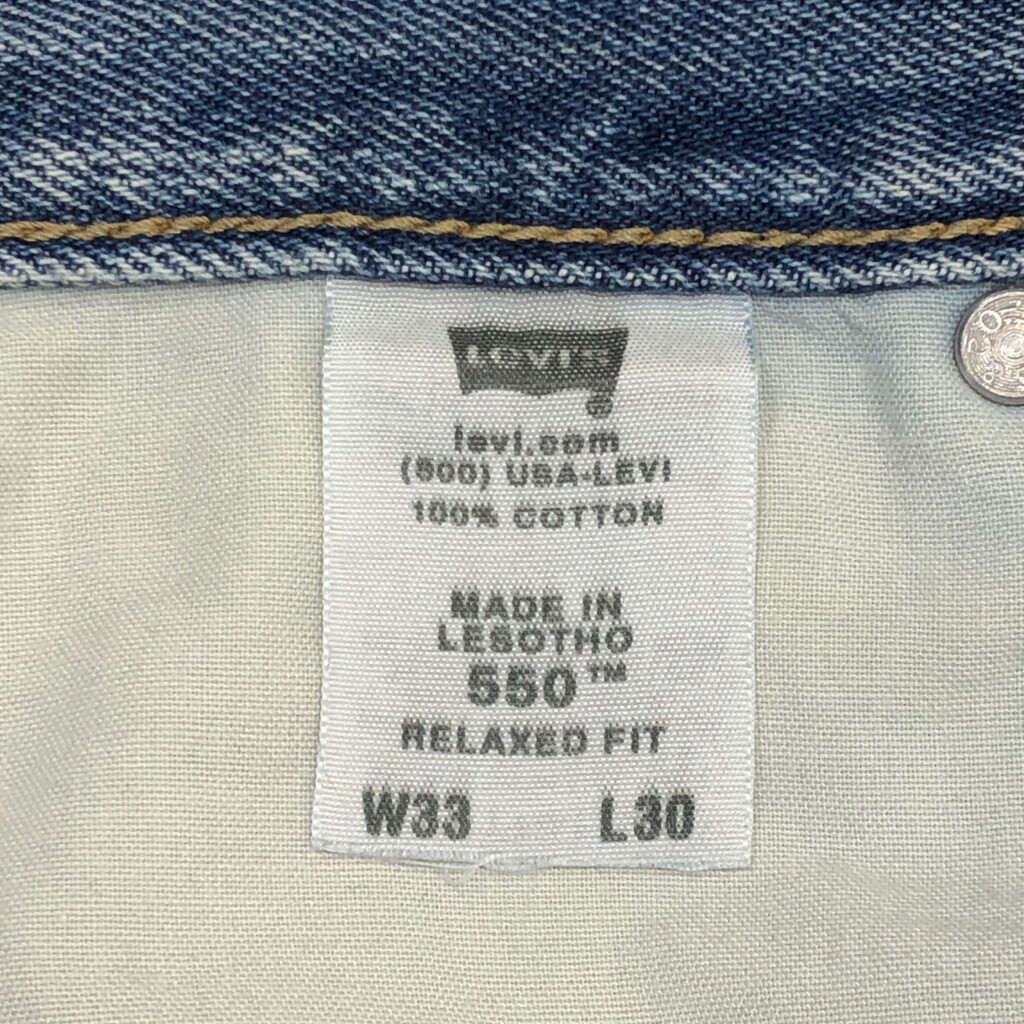 LEVI'S
®
levi.com
(800) USA-LEVI
100% COTTON
MADE IN
LESOTHO
550™
RELAXED FIT
W33 L30